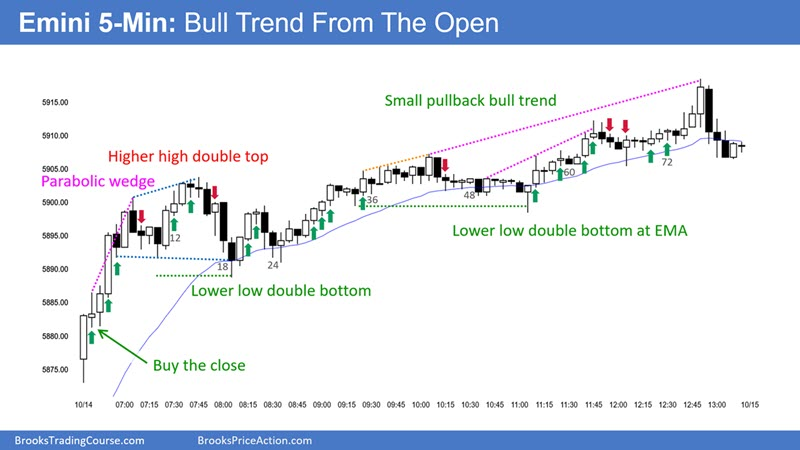 Emini 5-Min: Bull Trend From The Open
5915.00
5910.00
5905.00
5900.00
5895.00
5890.00
5885.00
5880.00
5875.00
Small pullback bull trend
Higher high double top
Parabolic wedge
12
18
24
36
48
60
72
Lower low double bottom at EMA
Lower low double bottom
Buy the close
10/14 07:00 07:15 07:30 07:45 08:00 08:15 08:30 08:45 09:00 09:15 09:30 09:45 10:00 10:15 10:30 10:45 11:00 11:15 11:30 11:45 12:00 12:15 12:30 12:45 13:00 10/15
BrooksTradingCourse.com BrooksPriceAction.com